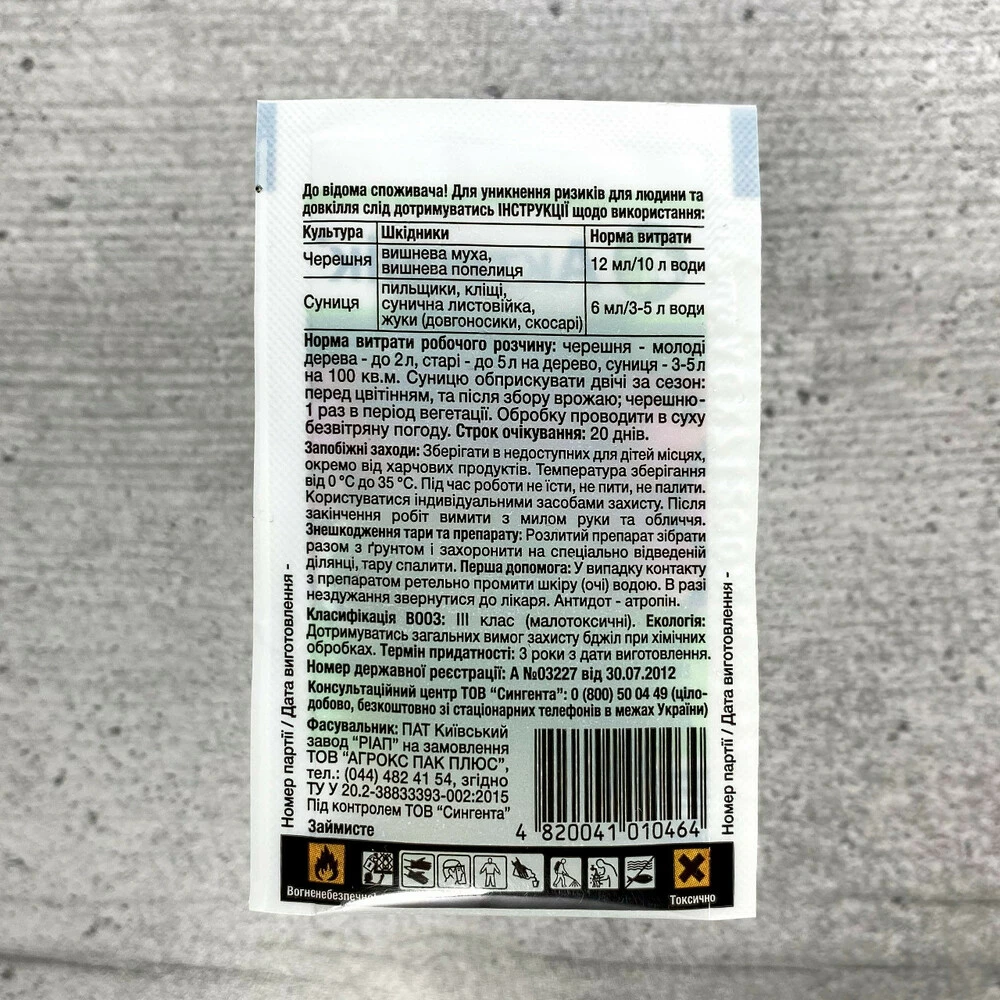 До відома споживача! Для уникнення ризиків для людини та
довкілля слід дотримуватись ІНСТРУКЦІЇ щодо використання:
Культура Шкідники Норма витрати
Черешня вишнева муха, вишнева попелиця 12 мл/10 л води
Суниця пильщики, кліщі, сунична листовійка, жуки (довгоносики, скосарі) 6 мл/3-5 л води
Норма витрати робочого розчину: черешня - молоді
дерева - до 2 л, старі - до 5 л на дерево, суниця - 3-5л
на 100 кв.м. Суницю обприскувати двічі за сезон:
перед цвітінням, та після збору врожаю; черешню-
1 раз в період вегетації. Обробку проводити в суху
безвітряну погоду. Строк очікування: 20 днів.
Запобіжні заходи: Зберігати в недоступних для дітей місцях,
окремо від харчових продуктів. Температура зберігання
від 0 °С до 35 °С. Під час роботи не їсти, не пити, не палити.
Користуватися індивідуальними засобами захисту. Після
закінчення робіт вимити з милом руки та обличчя.
Знешкодження тари та препарату: Розлитий препарат зібрати
разом з ґрунтом і захоронити на спеціально відведеній
ділянці, тару спалити. Перша допомога: У випадку контакту
з препаратом ретельно промити шкіру (очі) водою. В разі
нездужання звернутися до лікаря. Антидот - атропін.
Класифікація ВООЗ: ІІІ клас (малотоксичні). Екологія:
Дотримуватись загальних вимог захисту бджіл при хімічних
обробках. Термін придатності: 3 роки з дати виготовлення.
Номер державної реєстрації: А №03227 від 30.07.2012
Консультаційний центр ТОВ "Сингента": 0 (800) 50 04 49 (ціло-
добово, безкоштовно зі стаціонарних телефонів в межах України)
Фасувальник: ПАТ Київський
завод "РІАП" на замовлення
ТОВ "АГРОКС ПАК ПЛЮС",
тел.: (044) 482 41 54, згідно
ТУ У 20.2-38833393-002:2015
Під контролем ТОВ "Сингента"
Займисте
4 820041 010464
Вогненебезпечно
Токсично
Номер партії / Дата виготовлення -
Номер партії / Дата виготовлення -